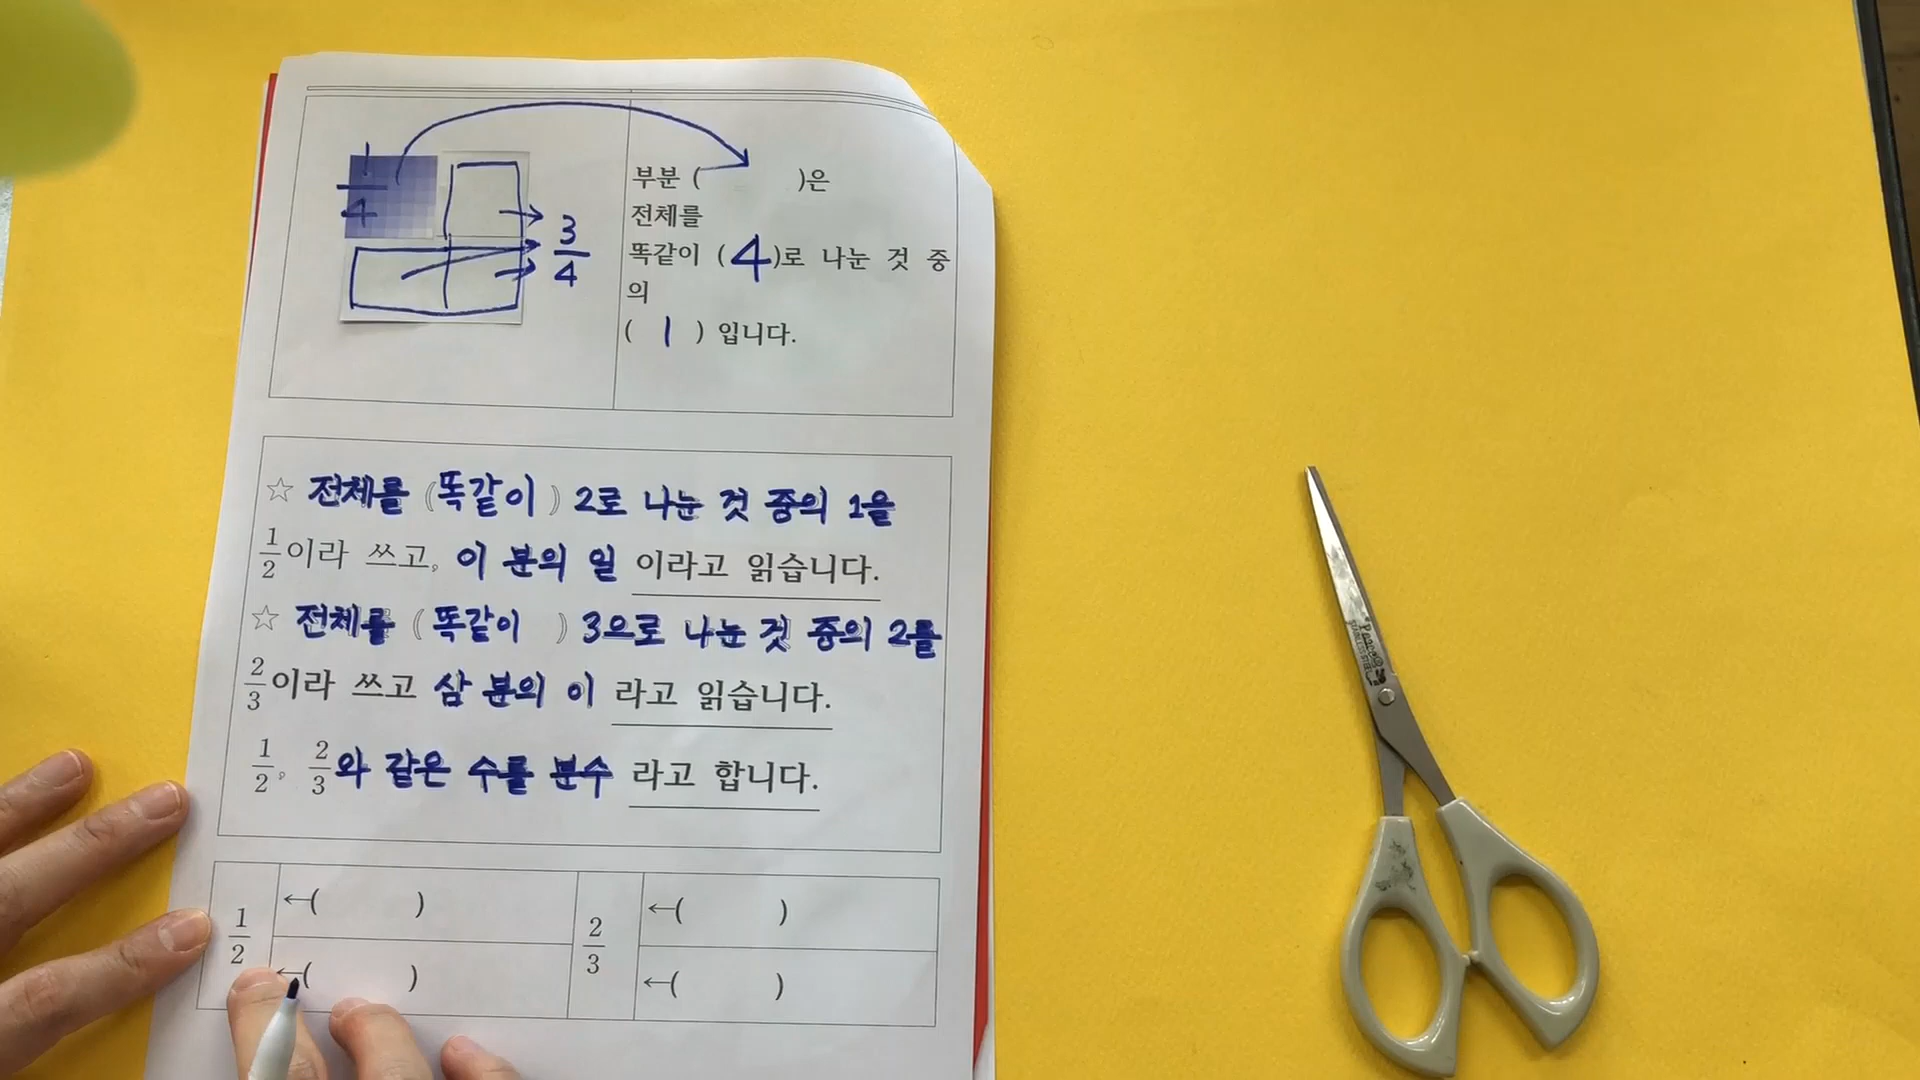 1/4
3/4
부분 ( )은
전체를
똑같이 (4)로 나눈 것 중
의
( 1 ) 입니다.
☆ 전체를 (똑같이) 2로 나눈 것 중의 1을
1/2이라 쓰고, 이 분의 일 이라고 읽습니다.
☆ 전체를 (똑같이) 3으로 나눈 것 중의 2를
2/3이라 쓰고 삼 분의 이 라고 읽습니다.
1/2, 2/3와 같은 수를 분수 라고 합니다.
1/2 ←( ) 2/3 ←( )
←( ) ←( )